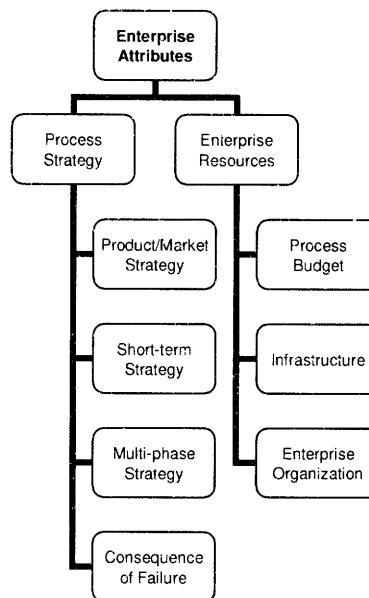 Enterprise
Attributes
Process
Strategy
Enterprise
Resources
Product/Market
Strategy
Process
Budget
Short-term
Strategy
Infrastructure
Multi-phase
Strategy
Enterprise
Organization
Consequence
of Failure